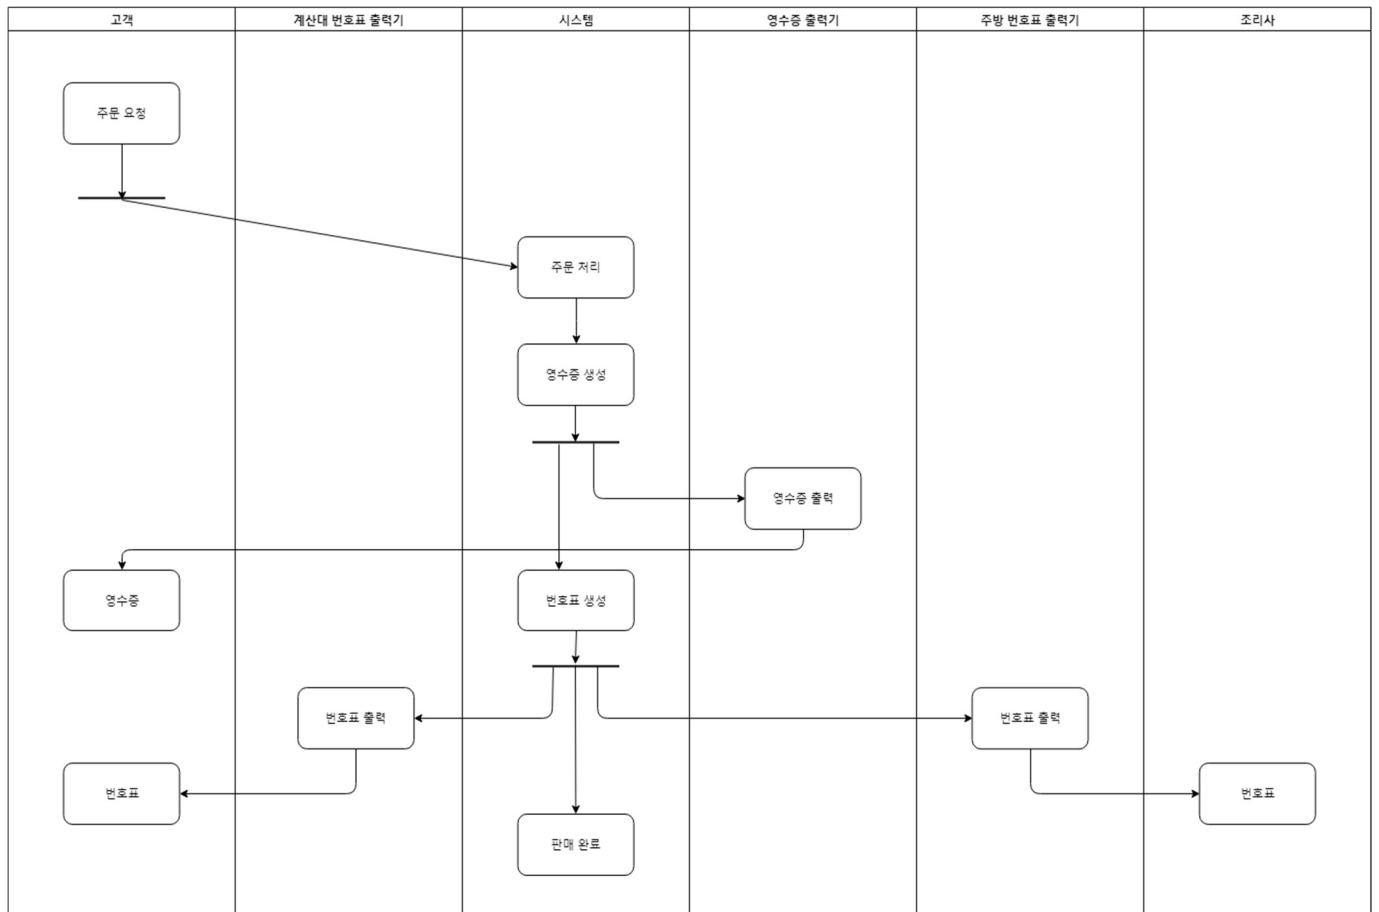 고객
계산대 번호표 출력기
시스템
영수증 출력기
주방 번호표 출력기
조리사
주문 요청
주문 처리
영수증 생성
영수증 출력
영수증
번호표 생성
번호표 출력
번호표 출력
번호표
번호표
판매 완료